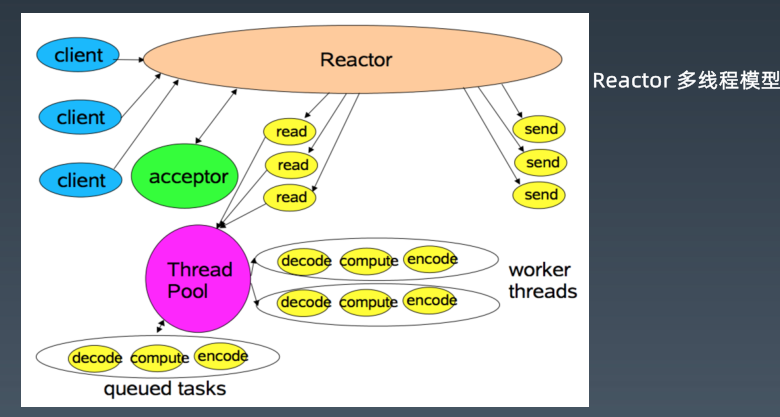 client
Reactor
Reactor 多线程模型
client
client
acceptor
read
read
read
send
send
send
Thread
Pool
decode compute encode
decode compute encode
worker
threads
decode compute encode
queued tasks